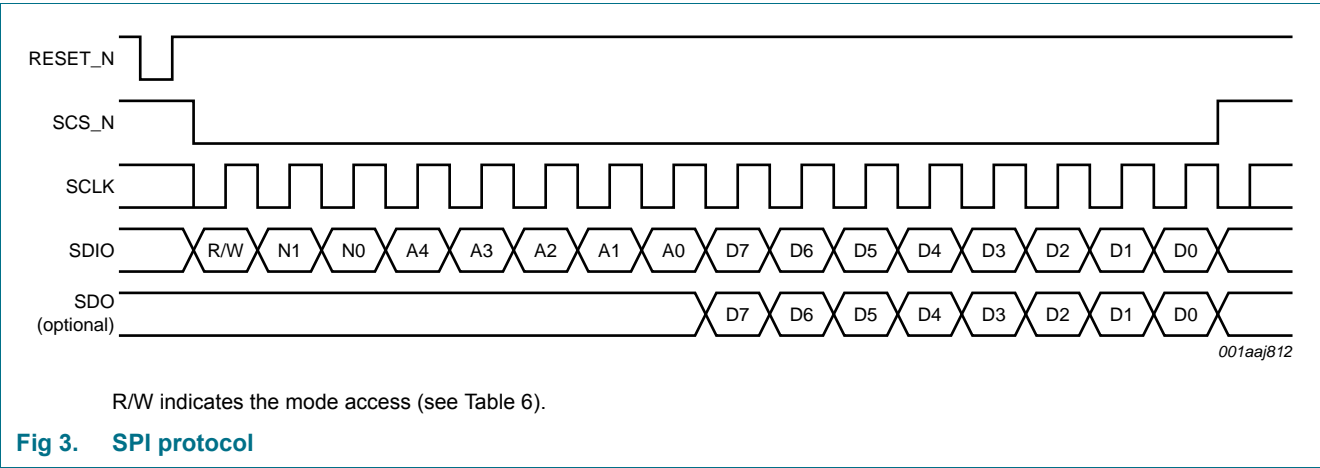 RESET_N
SCS_N
SCLK
SDIO R/W N1 N0 A4 A3 A2 A1 A0 D7 D6 D5 D4 D3 D2 D1 D0
SDO
(optional) D7 D6 D5 D4 D3 D2 D1 D0
001aaj812
R/W indicates the mode access (see Table 6).
Fig 3. SPI protocol